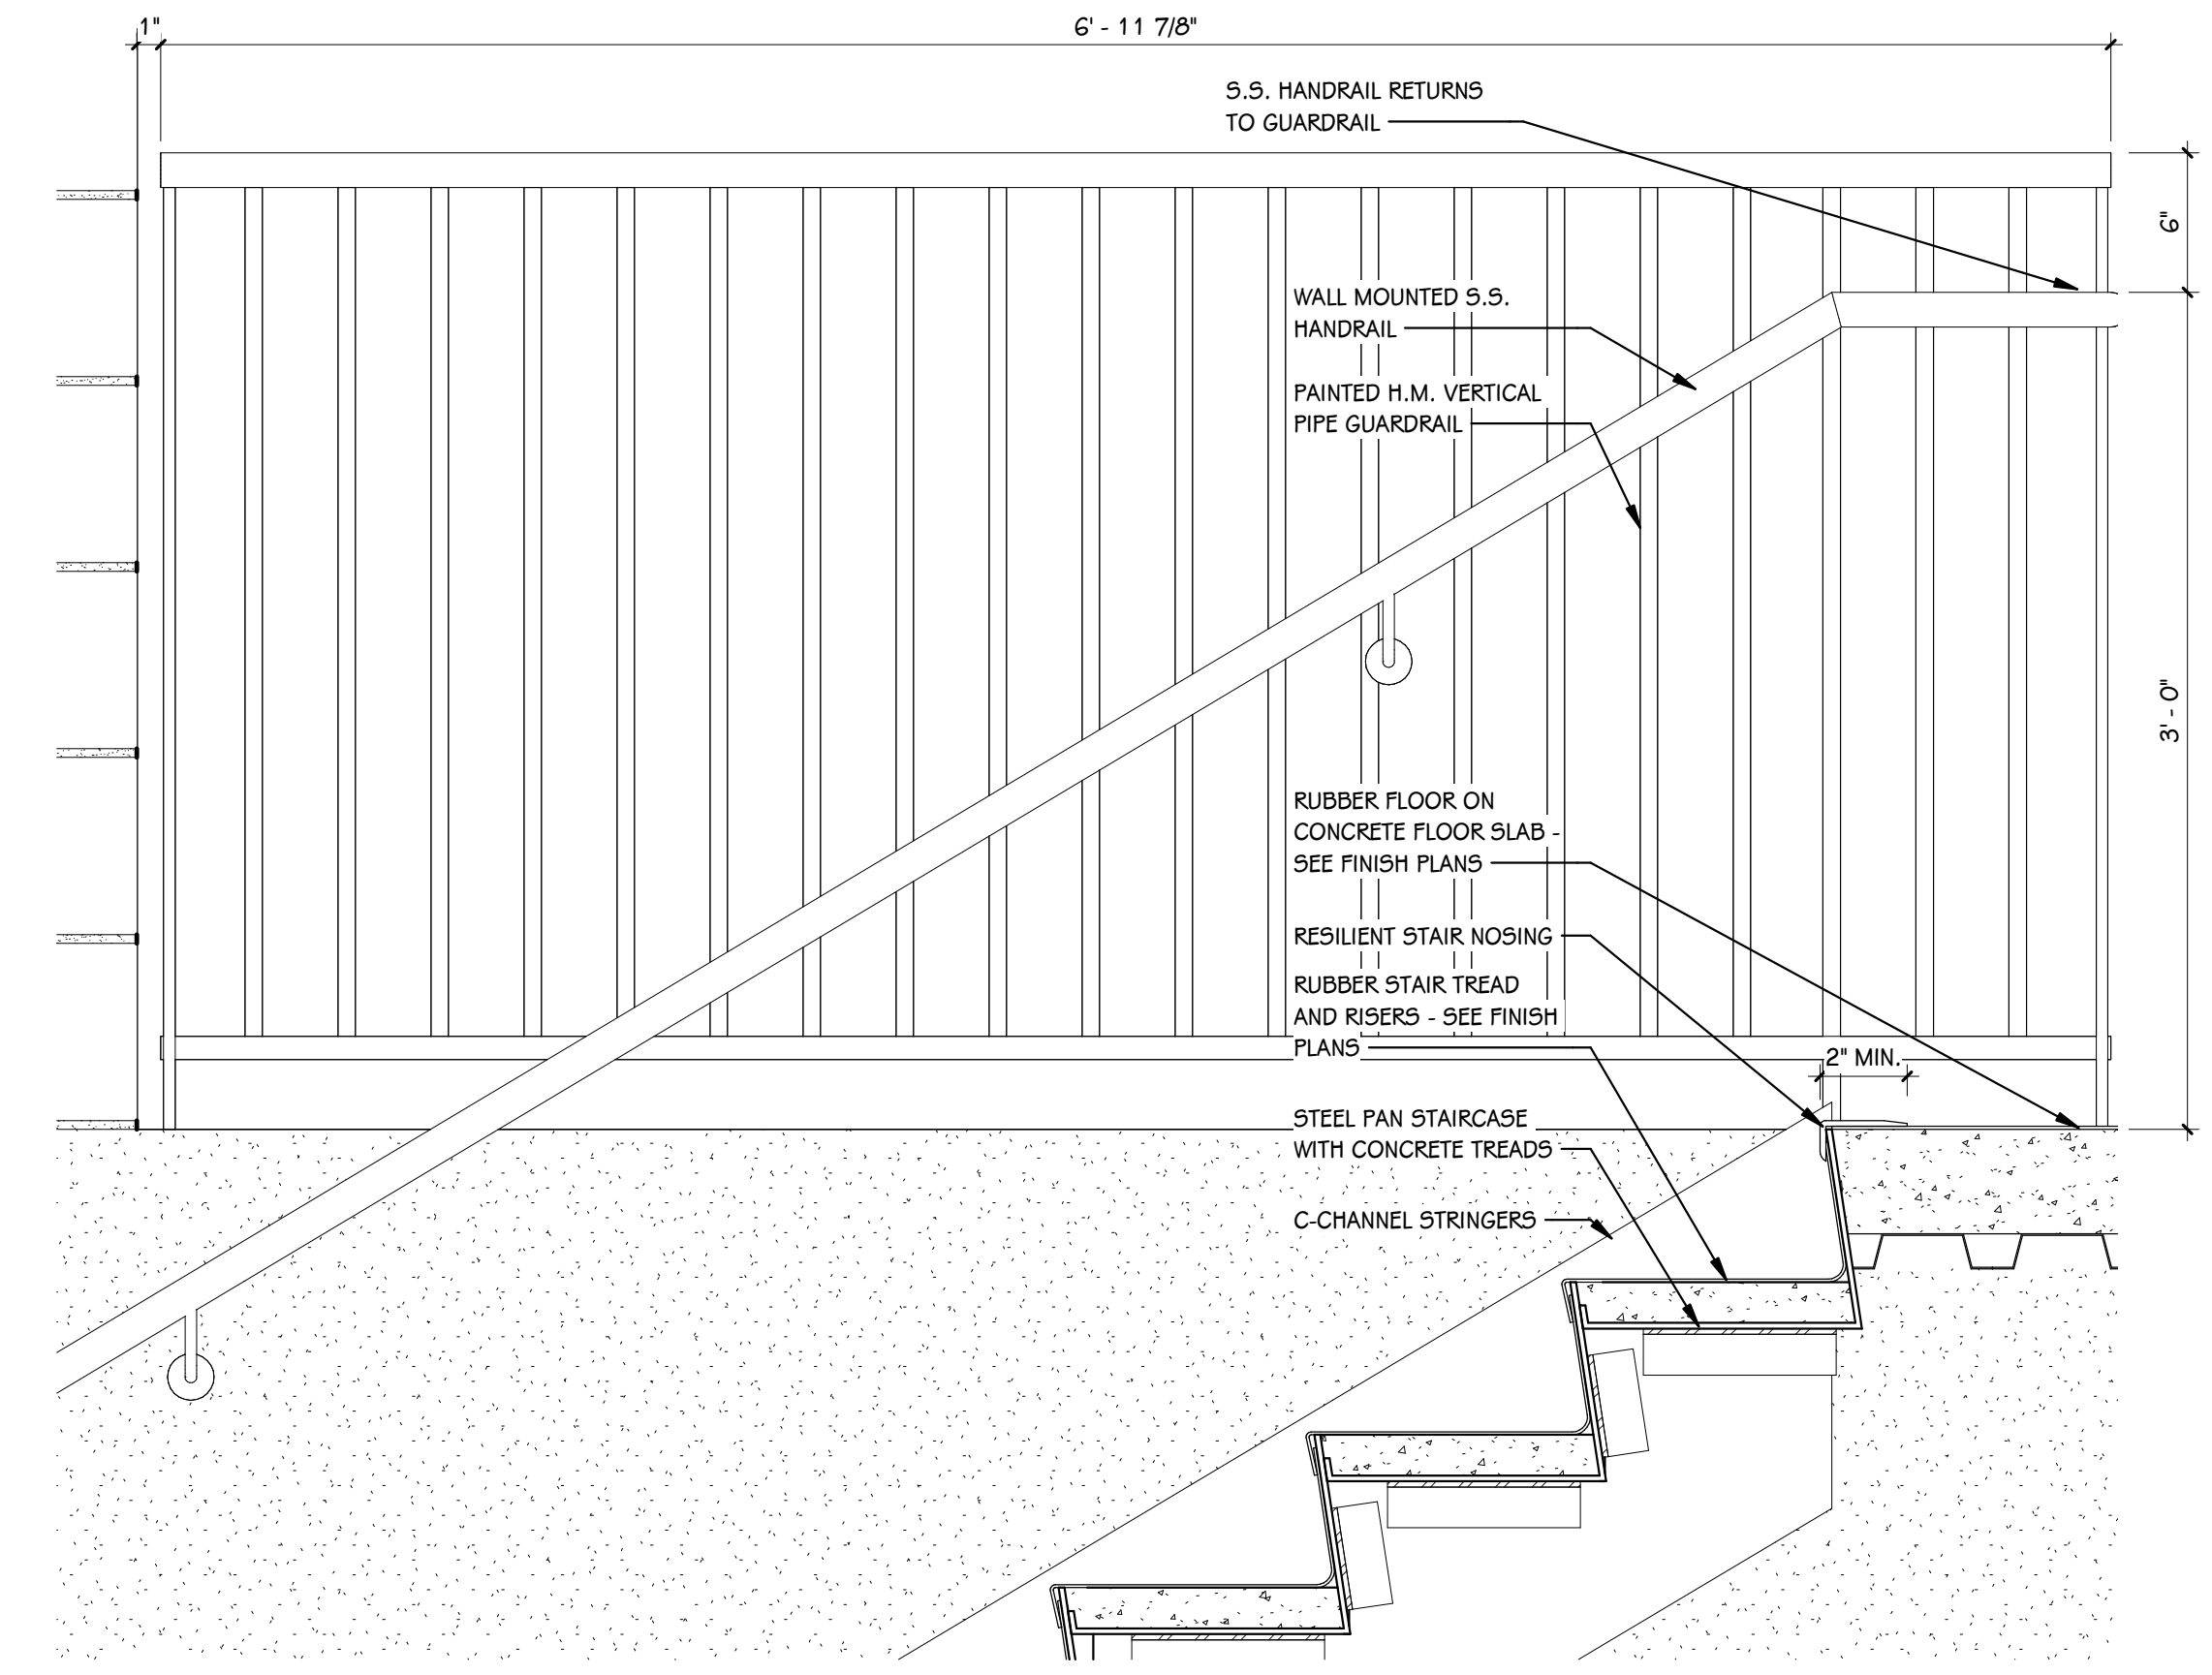 1"
6' - 11 7/8"
S.S. HANDRAIL RETURNS
TO GUARDRAIL
6"
WALL MOUNTED S.S.
HANDRAIL
PAINTED H.M. VERTICAL
PIPE GUARDRAIL
3' - 0"
RUBBER FLOOR ON
CONCRETE FLOOR SLAB -
SEE FINISH PLANS
RESILIENT STAIR NOSING
RUBBER STAIR TREAD
AND RISERS - SEE FINISH
PLANS
2" MIN.
STEEL PAN STAIRCASE
WITH CONCRETE TREADS
C-CHANNEL STRINGERS